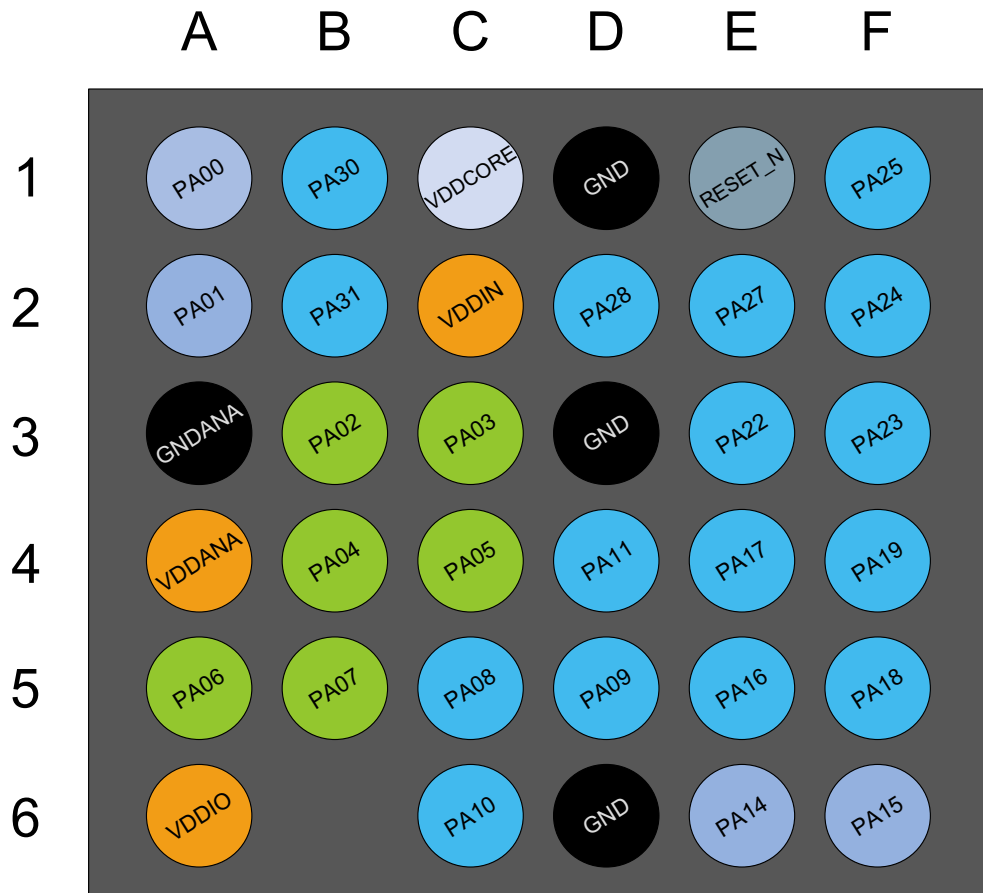 A B C D E F
1 PA00 PA30 VDDCORE GND RESET_N PA25
2 PA01 PA31 VDDIN PA28 PA27 PA24
3 GNDANA PA02 PA03 GND PA22 PA23
4 VDDANA PA04 PA05 PA11 PA17 PA19
5 PA06 PA07 PA08 PA09 PA16 PA18
6 VDDIO PA10 GND PA14 PA15